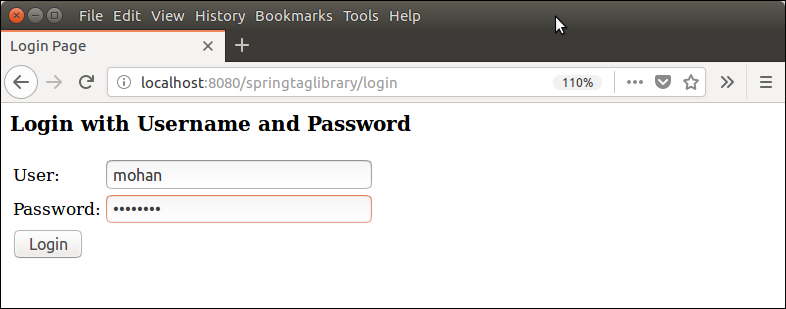 File Edit View History Bookmarks Tools Help
Login Page
localhost:8080/springtaglibrary/login 110%
Login with Username and Password
User: mohan
Password: ••••••••
Login